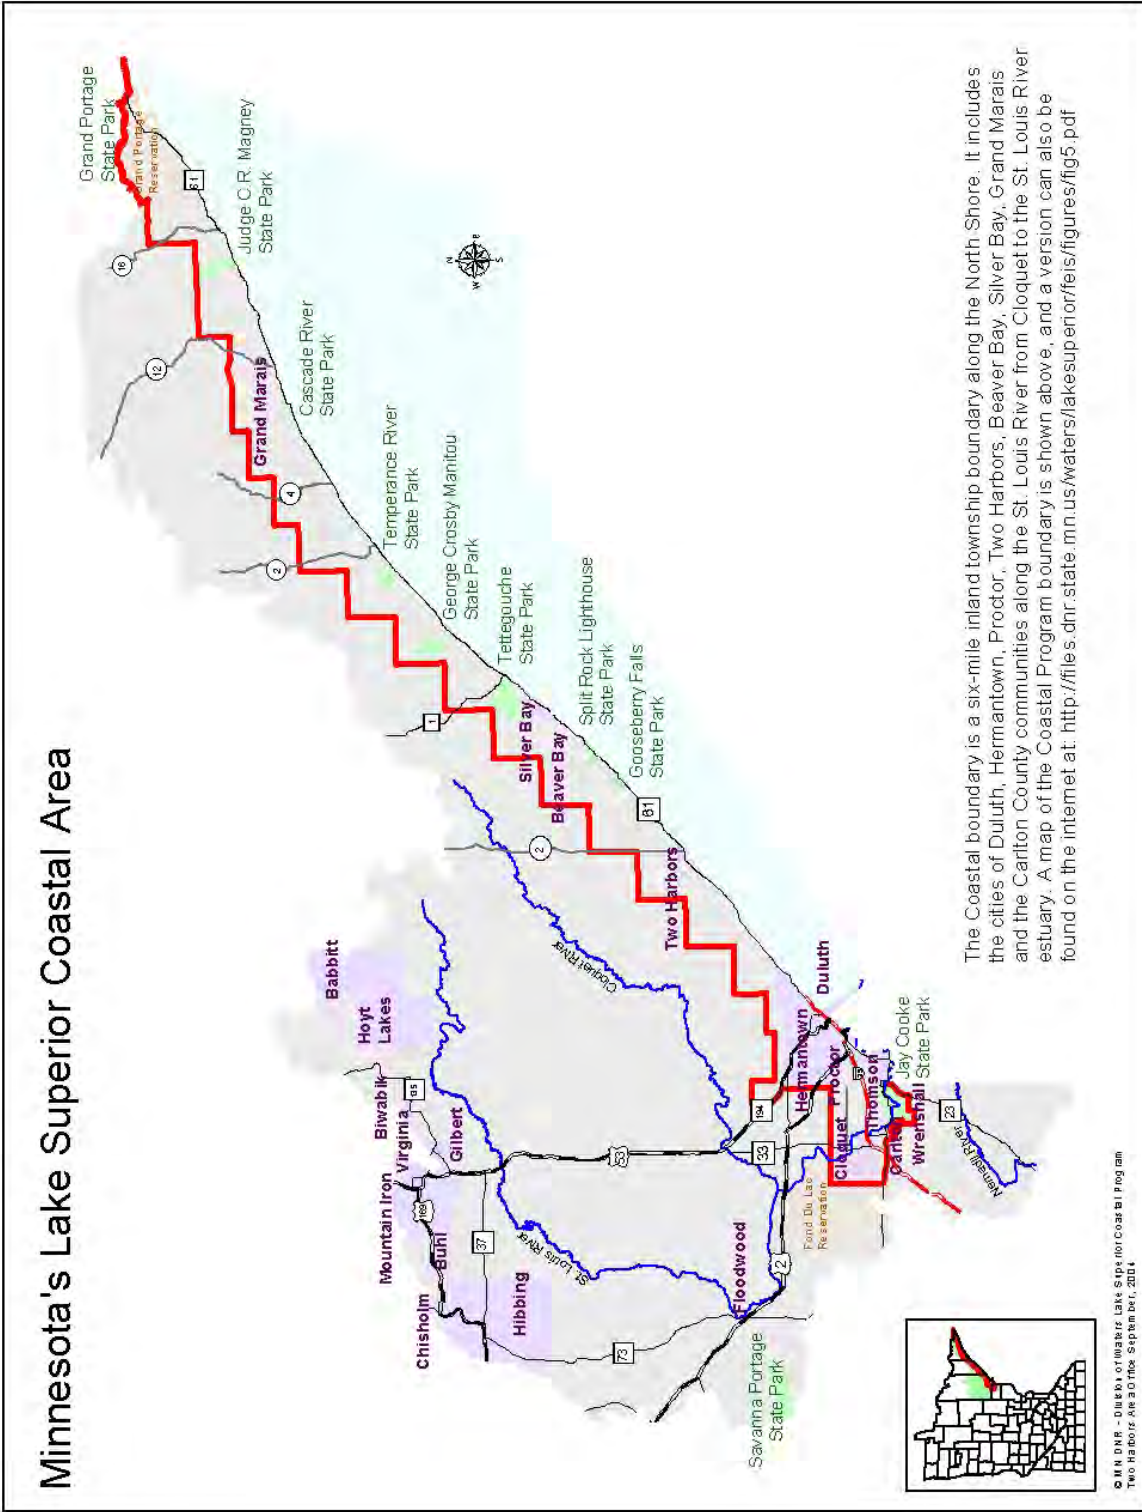 Minnesota's Lake Superior Coastal Area
Grand Portage
State Park
Grand Portage
Reservation
61
Judge C.R. Magney
State Park
16
12
Cascade River
State Park
Grand Marais
4
Temperance River
State Park
2
George Crosby Manitou
State Park
Tettegouche
State Park
1
Silver Bay
Split Rock Lighthouse
State Park
Beaver Bay
Gooseberry Falls
State Park
61
2
Two Harbors
Babbitt
Hoyt
Lakes
Cloquet River
Biwabik
135
Virginia
Gilbert
Mountain Iron
169
Buhl
37
Chisholm
Hibbing
St. Louis River
53
73
Floodwood
Savanna Portage
State Park
2
33
194
Fond Du Lac
Reservation
Duluth
Hermantown
Proctor
Cloquet
Thomson
Carlton
Wrenshall
Jay Cooke
State Park
23
Nemadji River
N
W
E
S
The Coastal boundary is a six-mile inland township boundary along the North Shore. It includes
the cities of Duluth, Hermantown, Proctor, Two Harbors, Beaver Bay, Silver Bay, Grand Marais
and the Carlton County communities along the St. Louis River from Cloquet to the St. Louis River
estuary. A map of the Coastal Program boundary is shown above, and a version can also be
found on the internet at: http://files.dnr.state.mn.us/waters/lakesuperior/feis/figures/fig5.pdf
© MN DNR - Division of Waters Lake Superior Coastal Program
Two Harbors Area Office September, 2004